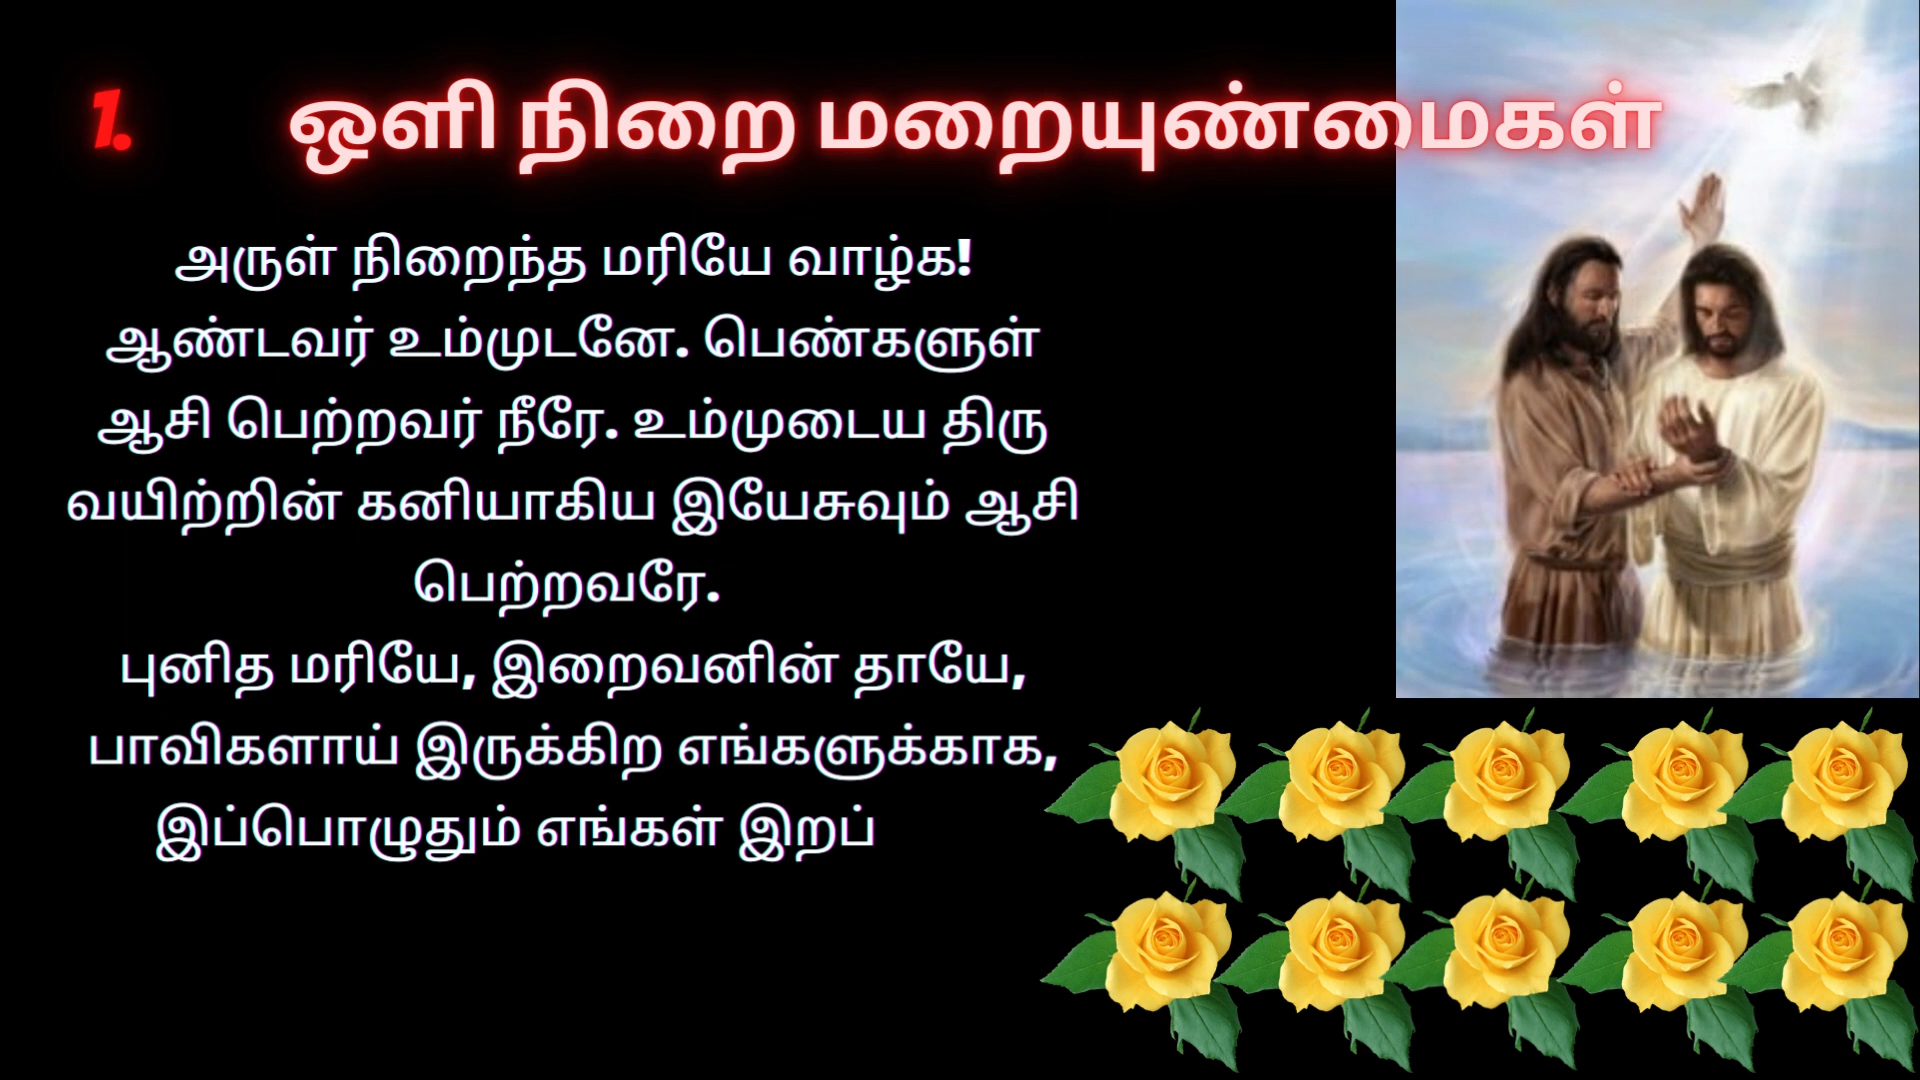 1. ஒளி நிறை மறையுண்மைகள்
அருள் நிறைந்த மரியே வாழ்க!
ஆண்டவர் உம்முடனே. பெண்களுள்
ஆசி பெற்றவர் நீரே. உம்முடைய திரு
வயிற்றின் கனியாகிய இயேசுவும் ஆசி
பெற்றவரே.
புனித மரியே, இறைவனின் தாயே,
பாவிகளாய் இருக்கிற எங்களுக்காக,
இப்பொழுதும் எங்கள் இறப்